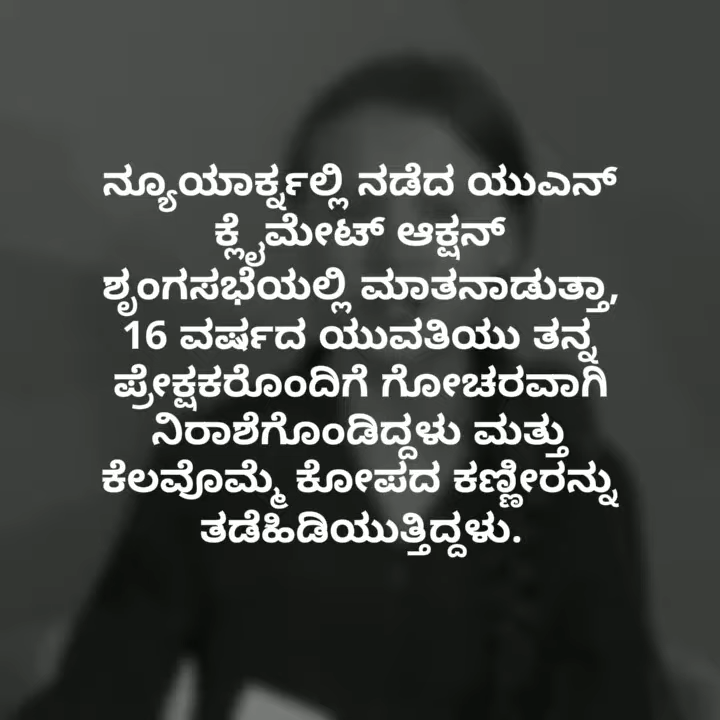 ನ್ಯೂಯಾರ್ಕ್ನಲ್ಲಿ ನಡೆದ ಯುಎನ್
ಕ್ಲೈಮೇಟ್ ಆಕ್ಷನ್
ಶೃಂಗಸಭೆಯಲ್ಲಿ ಮಾತನಾಡುತ್ತಾ,
16 ವರ್ಷದ ಯುವತಿಯು ತನ್ನ
ಪ್ರೇಕ್ಷಕರೊಂದಿಗೆ ಗೋಚರವಾಗಿ
ನಿರಾಶೆಗೊಂಡಿದ್ದಳು ಮತ್ತು
ಕೆಲವೊಮ್ಮೆ ಕೋಪದ ಕಣ್ಣೀರನ್ನು
ತಡೆಹಿಡಿಯುತ್ತಿದ್ದಳು.